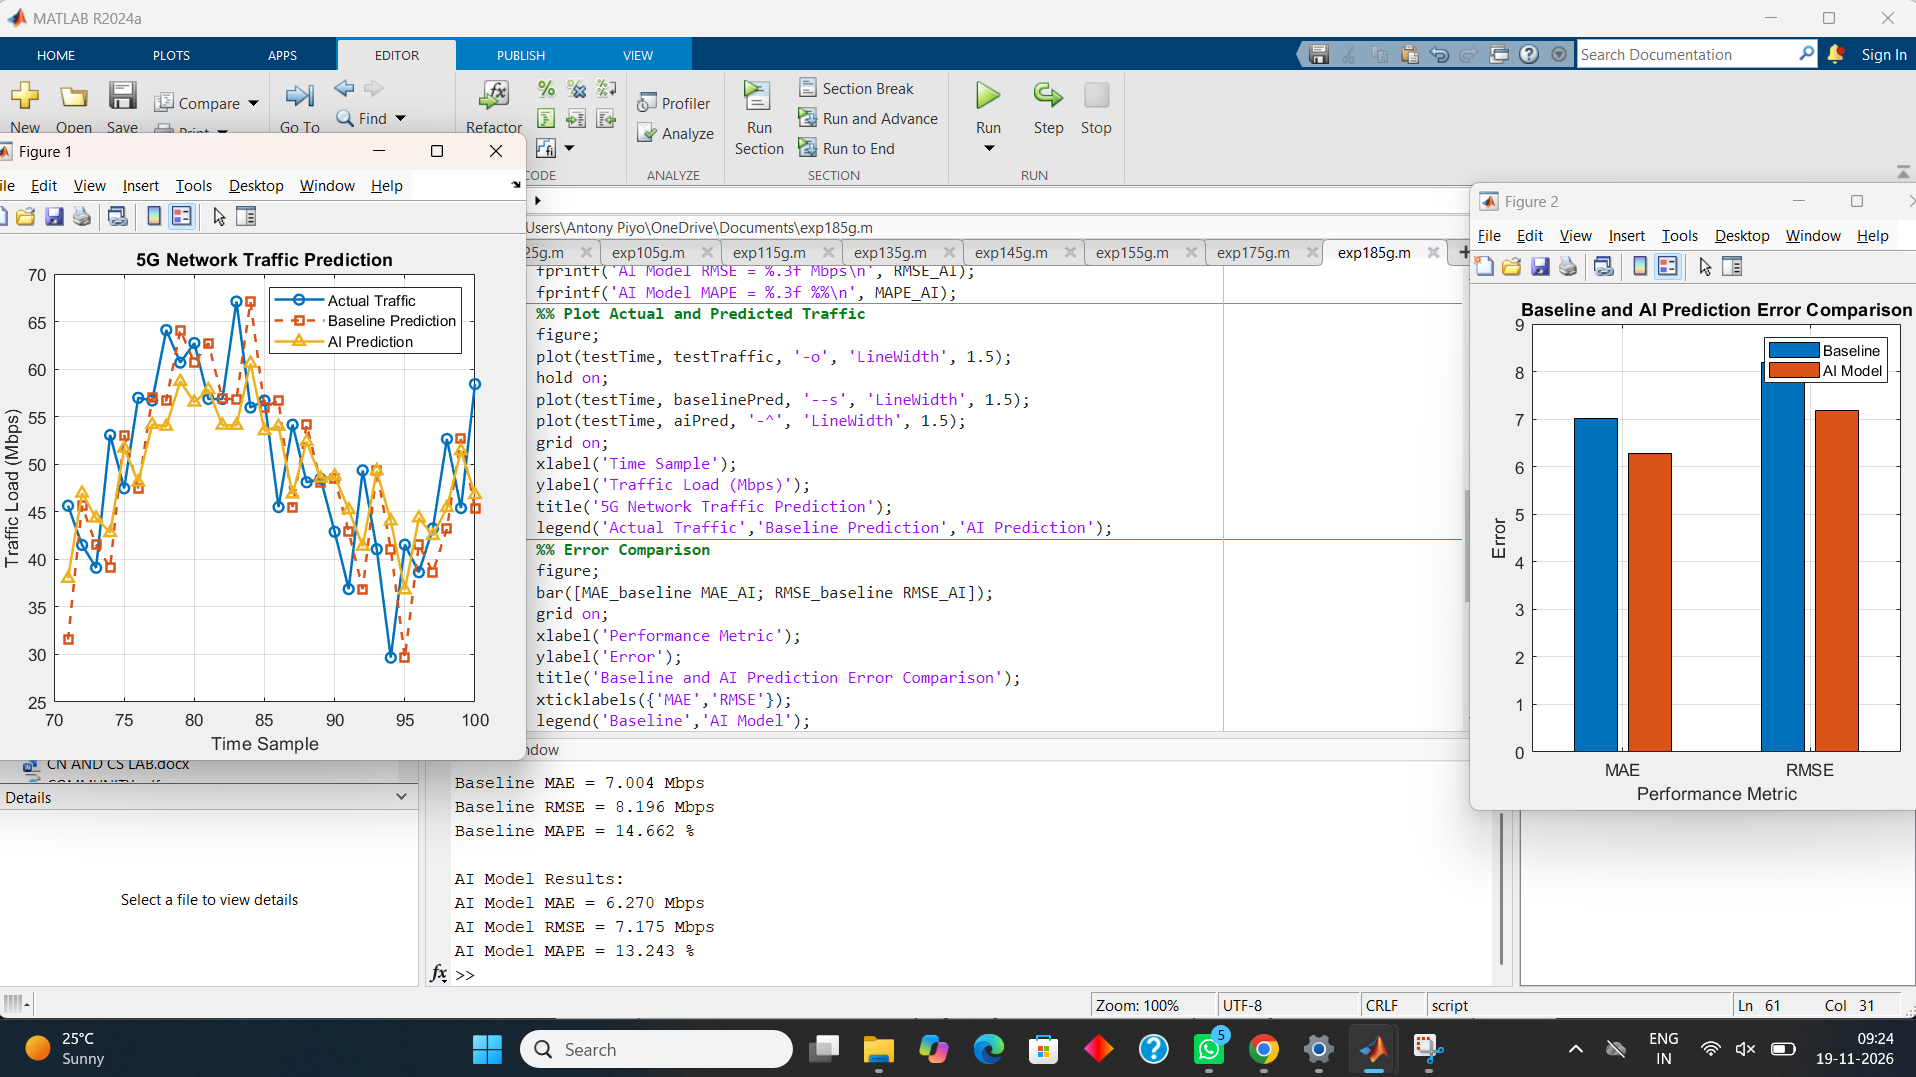 MATLAB R2024a
HOME PLOTS APPS EDITOR PUBLISH VIEW
Search Documentation
Sign In
New Open Save
Compare
Print
Go To
Find
Refactor
Profiler
Analyze
Run Section
Section Break
Run and Advance
Run to End
Run Step Stop
CODE ANALYZE SECTION RUN
Figure 1
ile Edit View Insert Tools Desktop Window Help
5G Network Traffic Prediction
Actual Traffic
Baseline Prediction
AI Prediction
70
65
60
55
50
45
40
35
30
25
70 75 80 85 90 95 100
Traffic Load (Mbps)
Time Sample
Users\Antony Piyo\OneDrive\Documents\exp185g.m
25g.m exp105g.m exp115g.m exp135g.m exp145g.m exp155g.m exp175g.m exp185g.m
fprintf('AI Model RMSE = %.3f Mbps\n', RMSE_AI);
fprintf('AI Model MAPE = %.3f %%\n', MAPE_AI);
%% Plot Actual and Predicted Traffic
figure;
plot(testTime, testTraffic, '-o', 'LineWidth', 1.5);
hold on;
plot(testTime, baselinePred, '--s', 'LineWidth', 1.5);
plot(testTime, aiPred, '-^', 'LineWidth', 1.5);
grid on;
xlabel('Time Sample');
ylabel('Traffic Load (Mbps)');
title('5G Network Traffic Prediction');
legend('Actual Traffic','Baseline Prediction','AI Prediction');
%% Error Comparison
figure;
bar([MAE_baseline MAE_AI; RMSE_baseline RMSE_AI]);
grid on;
xlabel('Performance Metric');
ylabel('Error');
title('Baseline and AI Prediction Error Comparison');
xticklabels({'MAE','RMSE'});
legend('Baseline','AI Model');
Figure 2
File Edit View Insert Tools Desktop Window Help
Baseline and AI Prediction Error Comparison
Baseline
AI Model
9
8
7
6
5
4
3
2
1
0
Error
MAE RMSE
Performance Metric
CN AND CS LAB.docx
Details
Select a file to view details
ndow
Baseline MAE = 7.004 Mbps
Baseline RMSE = 8.196 Mbps
Baseline MAPE = 14.662 %
AI Model Results:
AI Model MAE = 6.270 Mbps
AI Model RMSE = 7.175 Mbps
AI Model MAPE = 13.243 %
fx >>
Zoom: 100% UTF-8 CRLF script Ln 61 Col 31
25°C
Sunny
Search
5
ENG
IN
09:24
19-11-2026